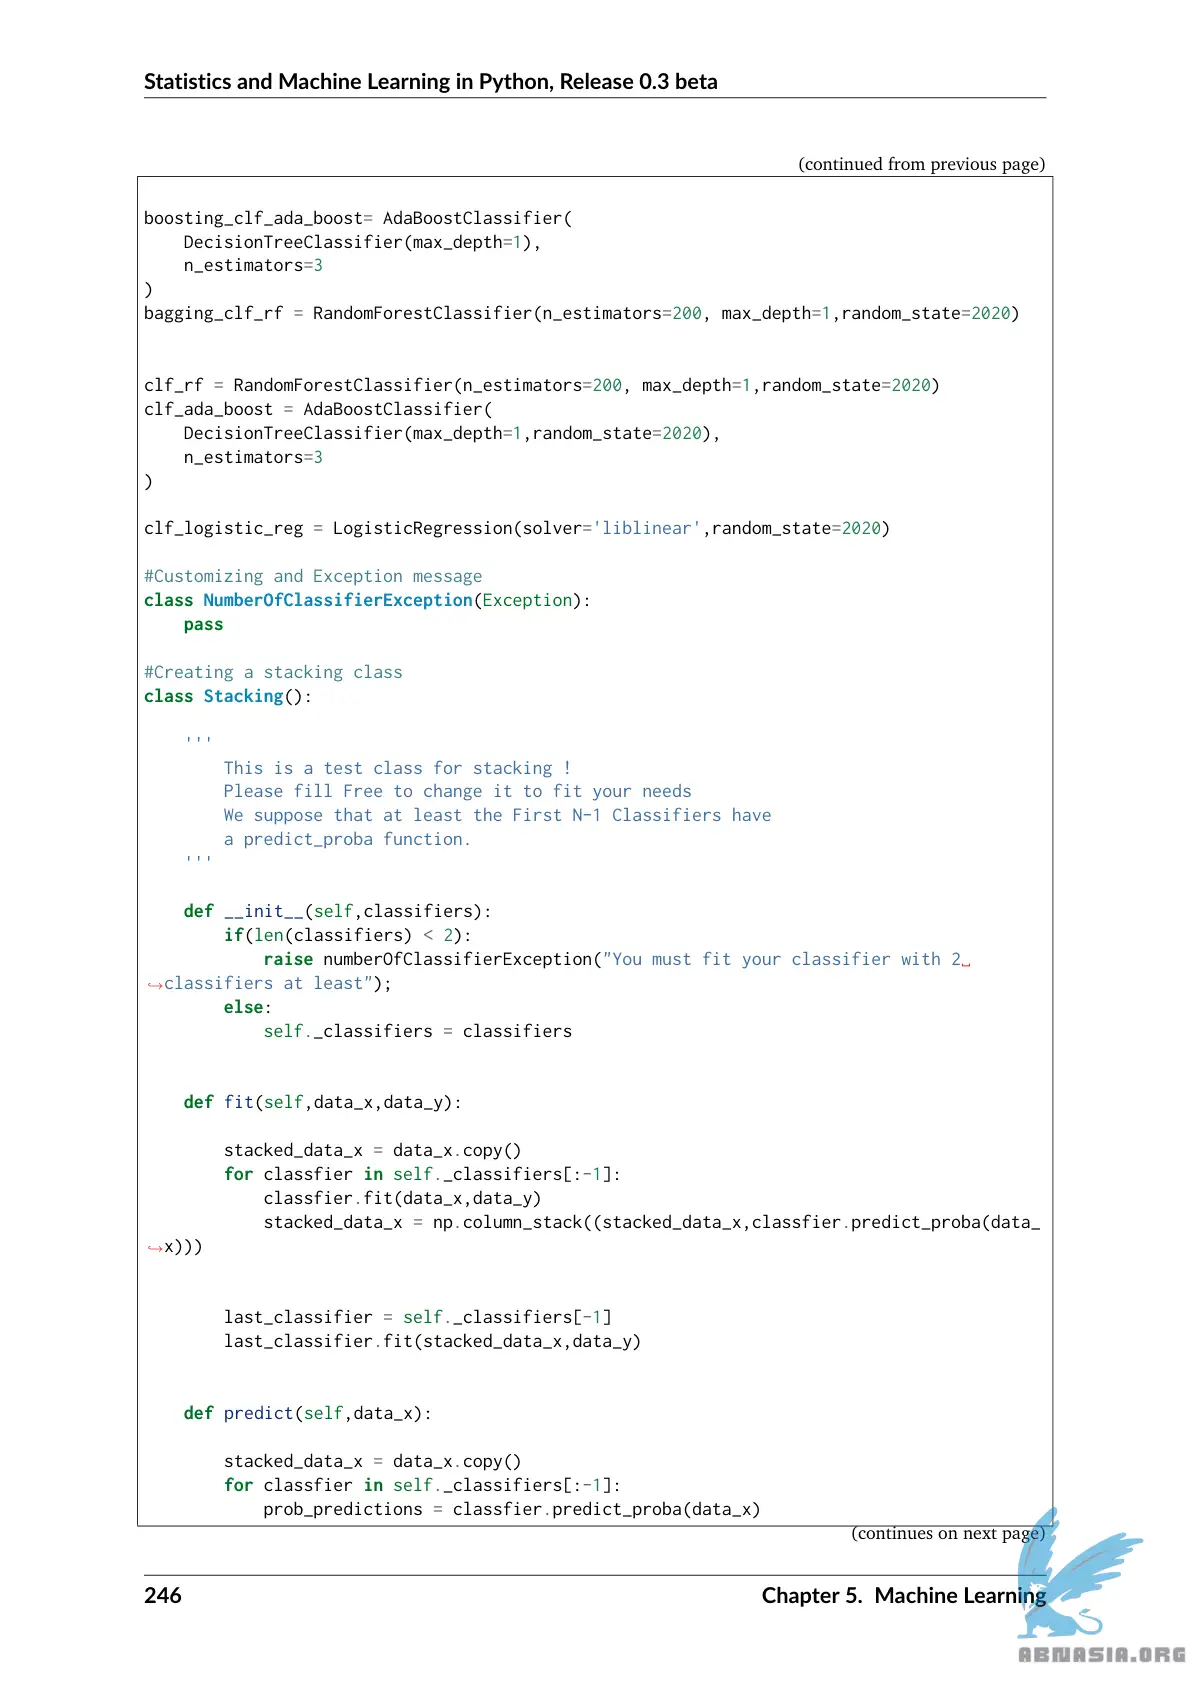 Statistics and Machine Learning in Python, Release 0.3 beta
(continued from previous page)
boosting_clf_ada_boost= AdaBoostClassifier(
    DecisionTreeClassifier(max_depth=1),
    n_estimators=3
)
bagging_clf_rf = RandomForestClassifier(n_estimators=200, max_depth=1,random_state=2020)
clf_rf = RandomForestClassifier(n_estimators=200, max_depth=1,random_state=2020)
clf_ada_boost = AdaBoostClassifier(
    DecisionTreeClassifier(max_depth=1,random_state=2020),
    n_estimators=3
)
clf_logistic_reg = LogisticRegression(solver='liblinear',random_state=2020)
#Customizing and Exception message
class NumberOfClassifierException(Exception):
    pass
#Creating a stacking class
class Stacking():
    '''
        This is a test class for stacking !
        Please fill Free to change it to fit your needs
        We suppose that at least the First N-1 Classifiers have
        a predict_proba function.
    '''
    def __init__(self,classifiers):
        if(len(classifiers) < 2):
            raise numberOfClassifierException("You must fit your classifier with 2␣
↪classifiers at least");
        else:
            self._classifiers = classifiers
    def fit(self,data_x,data_y):
        stacked_data_x = data_x.copy()
        for classfier in self._classifiers[:-1]:
            classfier.fit(data_x,data_y)
            stacked_data_x = np.column_stack((stacked_data_x,classfier.predict_proba(data_
↪x)))
        last_classifier = self._classifiers[-1]
        last_classifier.fit(stacked_data_x,data_y)
    def predict(self,data_x):
        stacked_data_x = data_x.copy()
        for classfier in self._classifiers[:-1]:
            prob_predictions = classfier.predict_proba(data_x)
(continues on next page)
246 Chapter 5. Machine Learning
ABNASIA.ORG